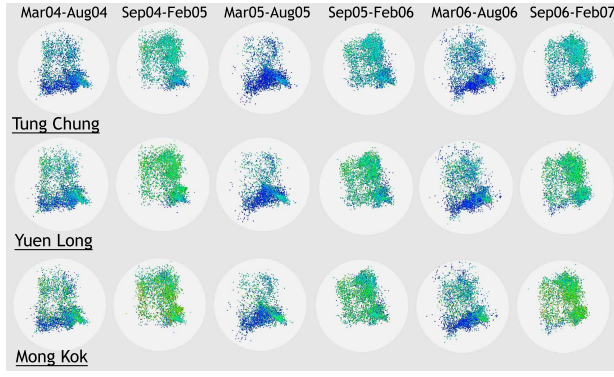 Mar04-Aug04 Sep04-Feb05 Mar05-Aug05 Sep05-Feb06 Mar06-Aug06 Sep06-Feb07
Tung Chung
Yuen Long
Mong Kok